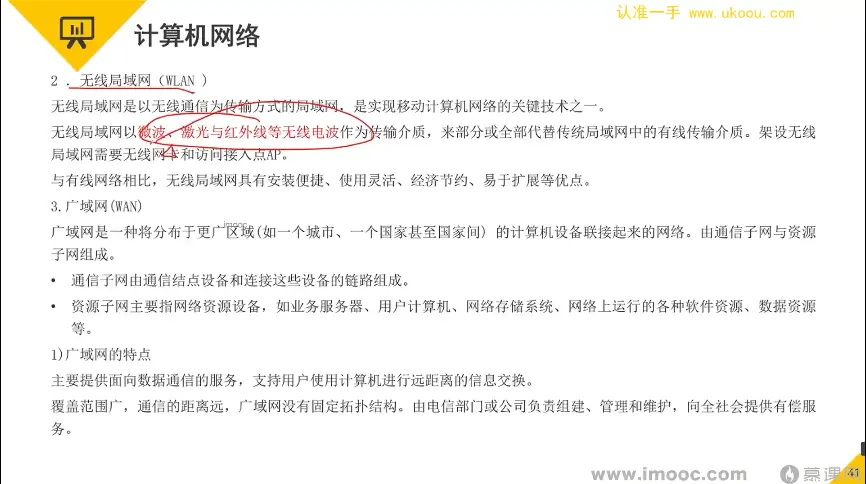 认准一手 www.ukoou.com
计算机网络
2 . 无线局域网（WLAN ）
无线局域网是以无线通信为传输方式的局域网，是实现移动计算机网络的关键技术之一。
无线局域网以微波、激光与红外线等无线电波作为传输介质，来部分或全部代替传统局域网中的有线传输介质。架设无线
局域网需要无线网卡和访问接入点AP。
与有线网络相比，无线局域网具有安装便捷、使用灵活、经济节约、易于扩展等优点。
3.广域网(WAN)
imooc
广域网是一种将分布于更广区域(如一个城市、一个国家甚至国家间) 的计算机设备联接起来的网络。由通信子网与资源
子网组成。
• 通信子网由通信结点设备和连接这些设备的链路组成。
• 资源子网主要指网络资源设备，如业务服务器、用户计算机、网络存储系统、网络上运行的各种软件资源、数据资源
等。
1)广域网的特点
主要提供面向数据通信的服务，支持用户使用计算机进行远距离的信息交换。
覆盖范围广，通信的距离远，广域网没有固定拓扑结构。由电信部门或公司负责组建、管理和维护，向全社会提供有偿服
务。
www.imooc.com
慕课
41